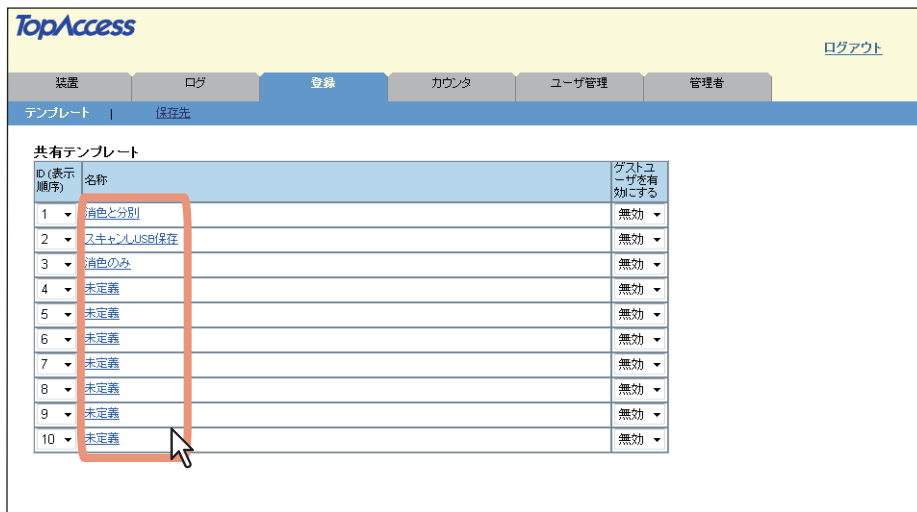 TopAccess
ログアウト
装置 ログ 登録 カウンタ ユーザ管理 管理者
テンプレート | 保存先
共有テンプレート
ID(表示順序) 名称 ゲストユーザを有効にする
1 消色と分別 無効
2 スキャンしUSB保存 無効
3 消色のみ 無効
4 未定義 無効
5 未定義 無効
6 未定義 無効
7 未定義 無効
8 未定義 無効
9 未定義 無効
10 未定義 無効